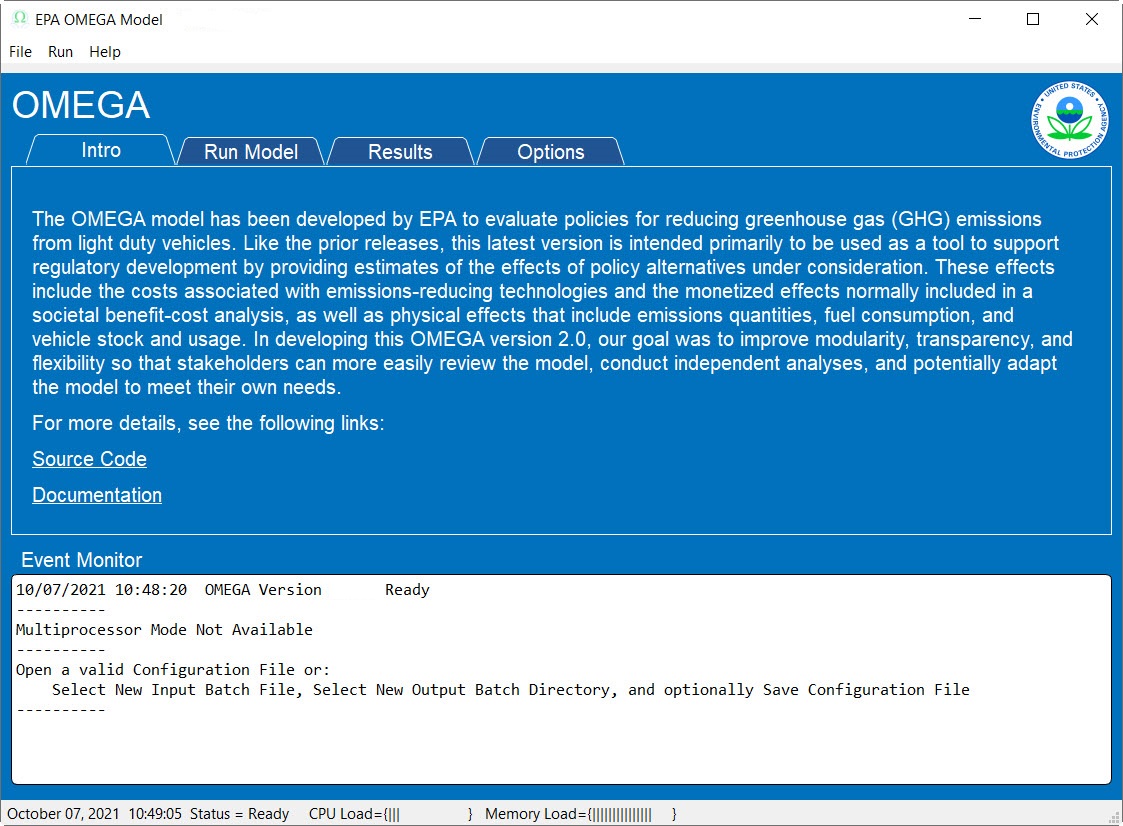 EPA OMEGA Model
File Run Help
OMEGA
UNITED STATES
ENVIRONMENTAL PROTECTION AGENCY
Intro Run Model Results Options
The OMEGA model has been developed by EPA to evaluate policies for reducing greenhouse gas (GHG) emissions
from light duty vehicles. Like the prior releases, this latest version is intended primarily to be used as a tool to support
regulatory development by providing estimates of the effects of policy alternatives under consideration. These effects
include the costs associated with emissions-reducing technologies and the monetized effects normally included in a
societal benefit-cost analysis, as well as physical effects that include emissions quantities, fuel consumption, and
vehicle stock and usage. In developing this OMEGA version 2.0, our goal was to improve modularity, transparency, and
flexibility so that stakeholders can more easily review the model, conduct independent analyses, and potentially adapt
the model to meet their own needs.
For more details, see the following links:
Source Code
Documentation
Event Monitor
10/07/2021 10:48:20 OMEGA Version Ready
----------
Multiprocessor Mode Not Available
----------
Open a valid Configuration File or:
Select New Input Batch File, Select New Output Batch Directory, and optionally Save Configuration File
----------
October 07, 2021 10:49:05 Status = Ready CPU Load={||| } Memory Load={||||||||||||||| }